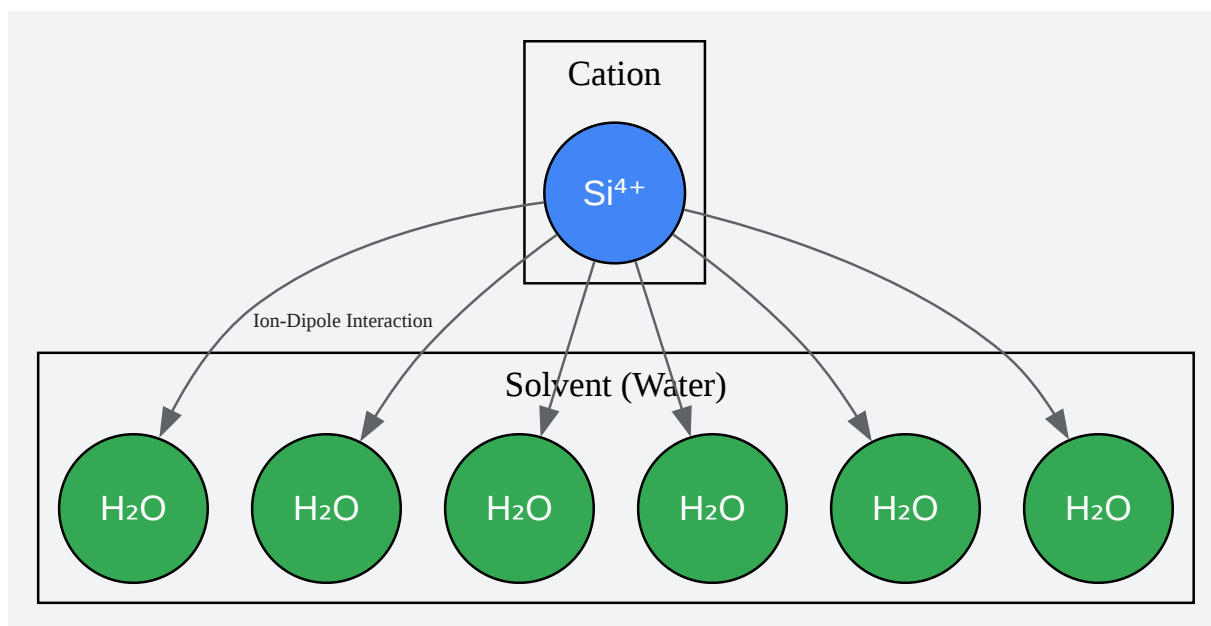 Cation
Si⁴⁺
Ion-Dipole Interaction
Solvent (Water)
H₂O H₂O H₂O H₂O H₂O H₂O